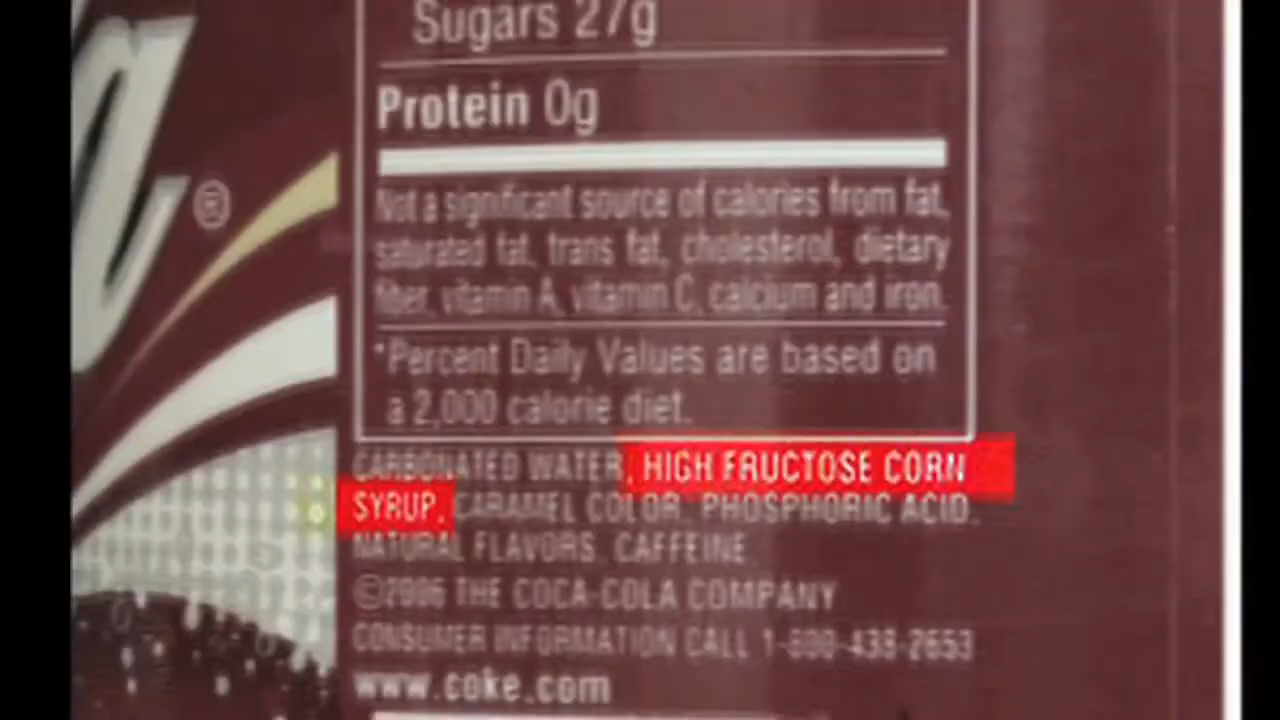 Sugars 27g
Protein 0g
®
Not a significant source of calories from fat,
saturated fat, trans fat, cholesterol, dietary
fiber, vitamin A, vitamin C, calcium and iron.
*Percent Daily Values are based on
a 2,000 calorie diet.
CARBONATED WATER, HIGH FRUCTOSE CORN
SYRUP, CARAMEL COLOR, PHOSPHORIC ACID,
NATURAL FLAVORS, CAFFEINE.
©2006 THE COCA-COLA COMPANY
CONSUMER INFORMATION CALL 1-800-438-2653
www.coke.com